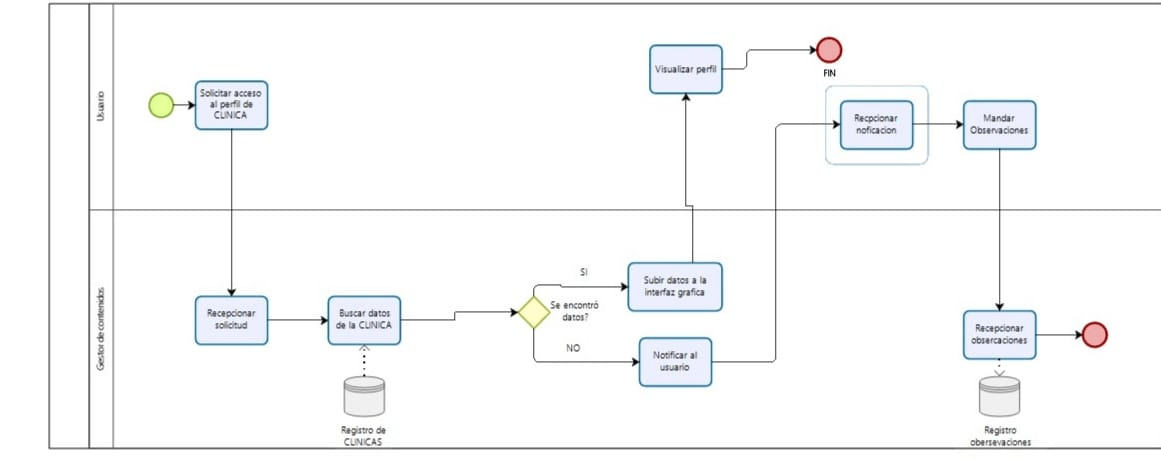 Usuario
Solicitar acceso
al perfil de
CLINICA
Visualizar perfil
FIN
Recpcionar
noficacion
Mandar
Observaciones
Gestor de contenidos
Recepcionar
solicitud
Buscar datos
de la CLINICA
Registro de
CLINICAS
Se encontró
datos?
SI
Subir datos a la
interfaz grafica
NO
Notificar al
usuario
Recepcionar
obsercaciones
Registro
obersevaciones